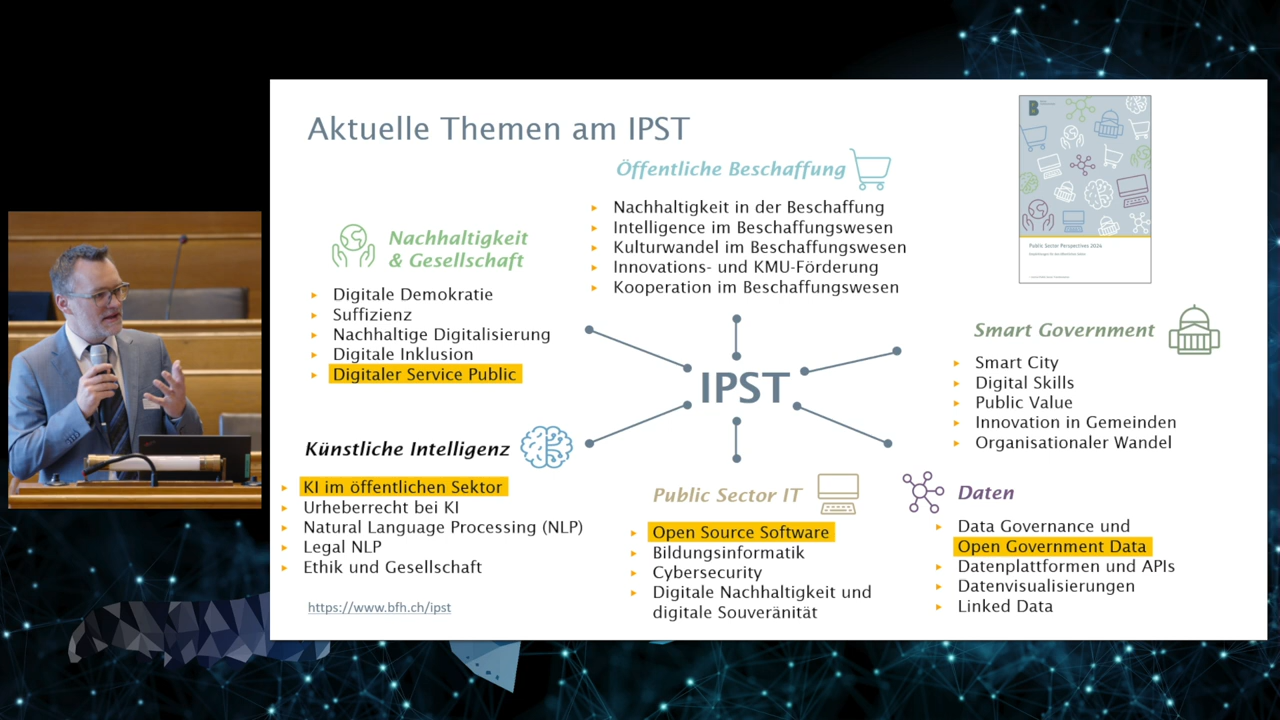 Aktuelle Themen am IPST
Öffentliche Beschaffung
Nachhaltigkeit in der Beschaffung
Intelligence im Beschaffungswesen
Kulturwandel im Beschaffungswesen
Innovations- und KMU-Förderung
Kooperation im Beschaffungswesen
Nachhaltigkeit
& Gesellschaft
Digitale Demokratie
Suffizienz
Nachhaltige Digitalisierung
Digitale Inklusion
Digitaler Service Public
IPST
Smart Government
Smart City
Digital Skills
Public Value
Innovation in Gemeinden
Organisationaler Wandel
Künstliche Intelligenz
KI im öffentlichen Sektor
Urheberrecht bei KI
Natural Language Processing (NLP)
Legal NLP
Ethik und Gesellschaft
https://www.bfh.ch/ipst
Public Sector IT
Open Source Software
Bildungsinformatik
Cybersecurity
Digitale Nachhaltigkeit und
digitale Souveränität
Daten
Data Governance und
Open Government Data
Datenplattformen und APIs
Datenvisualisierungen
Linked Data
B
Public Sector Perspectives 2024